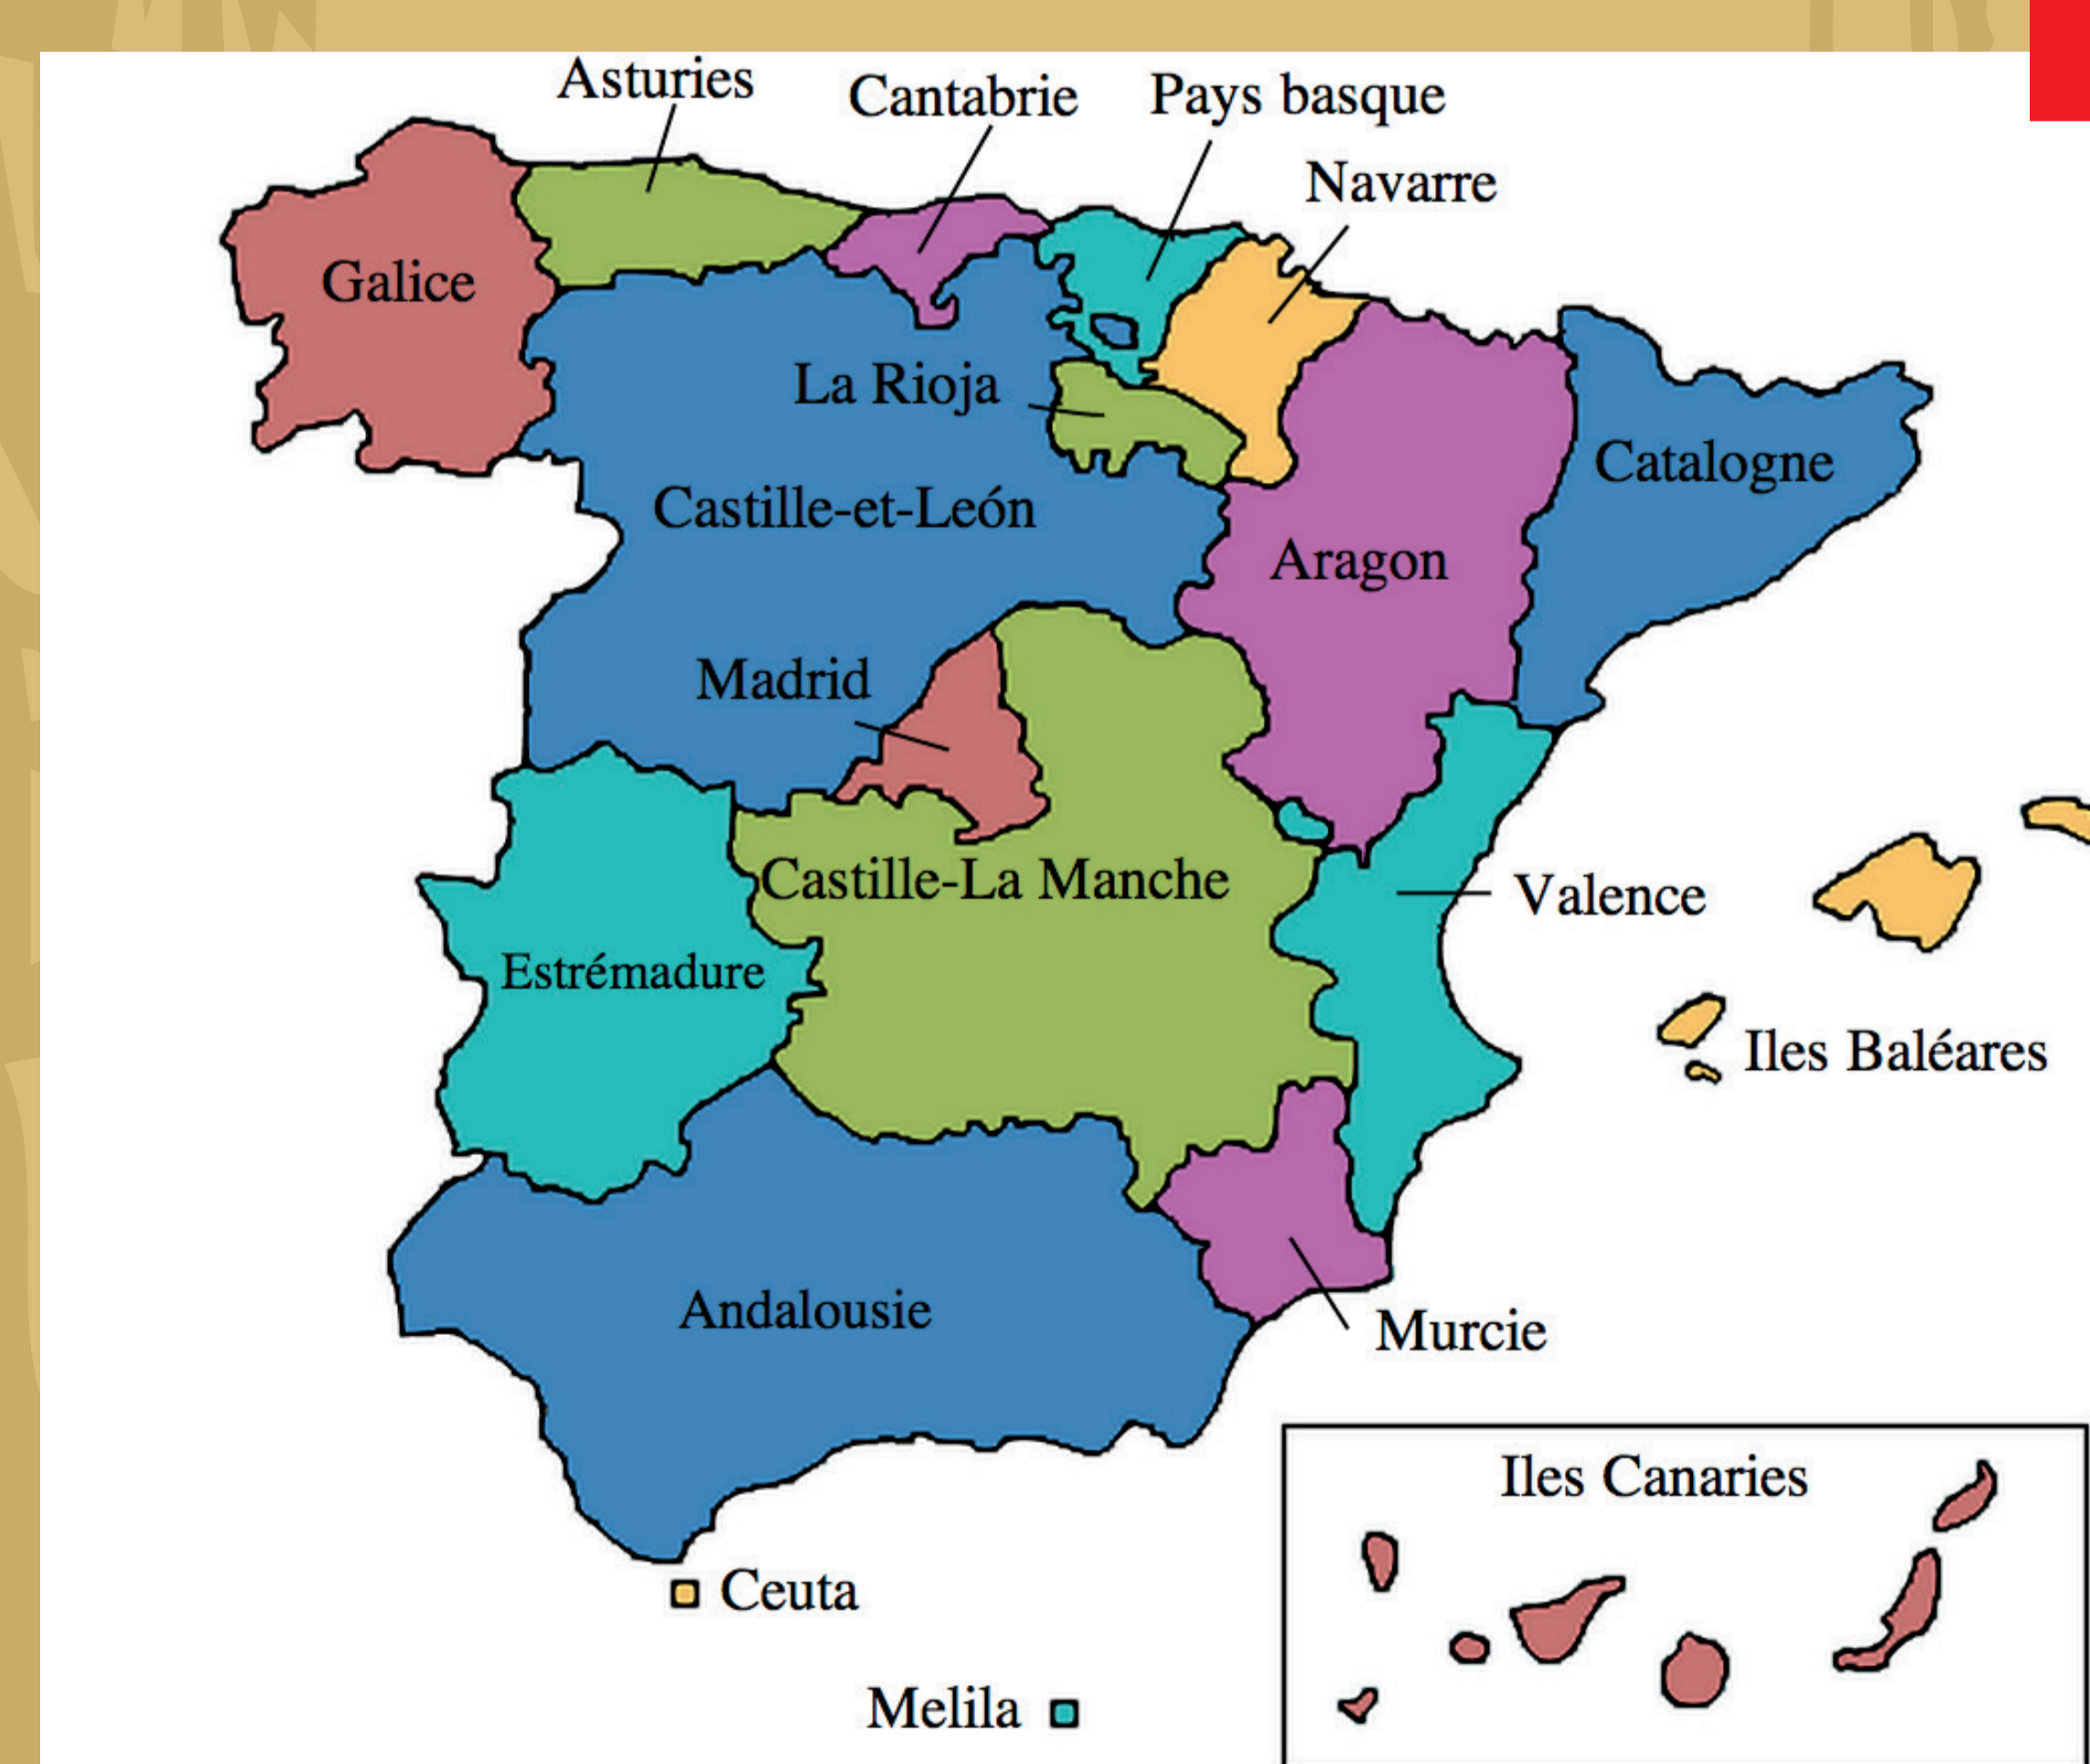 Asturies
Cantabrie
Pays basque
Navarre
Galice
La Rioja
Catalogne
Castille-et-León
Aragon
Madrid
Castille-La Manche
Valence
Estrémadure
Iles Baléares
Andalousie
Murcie
Iles Canaries
Ceuta
Melila